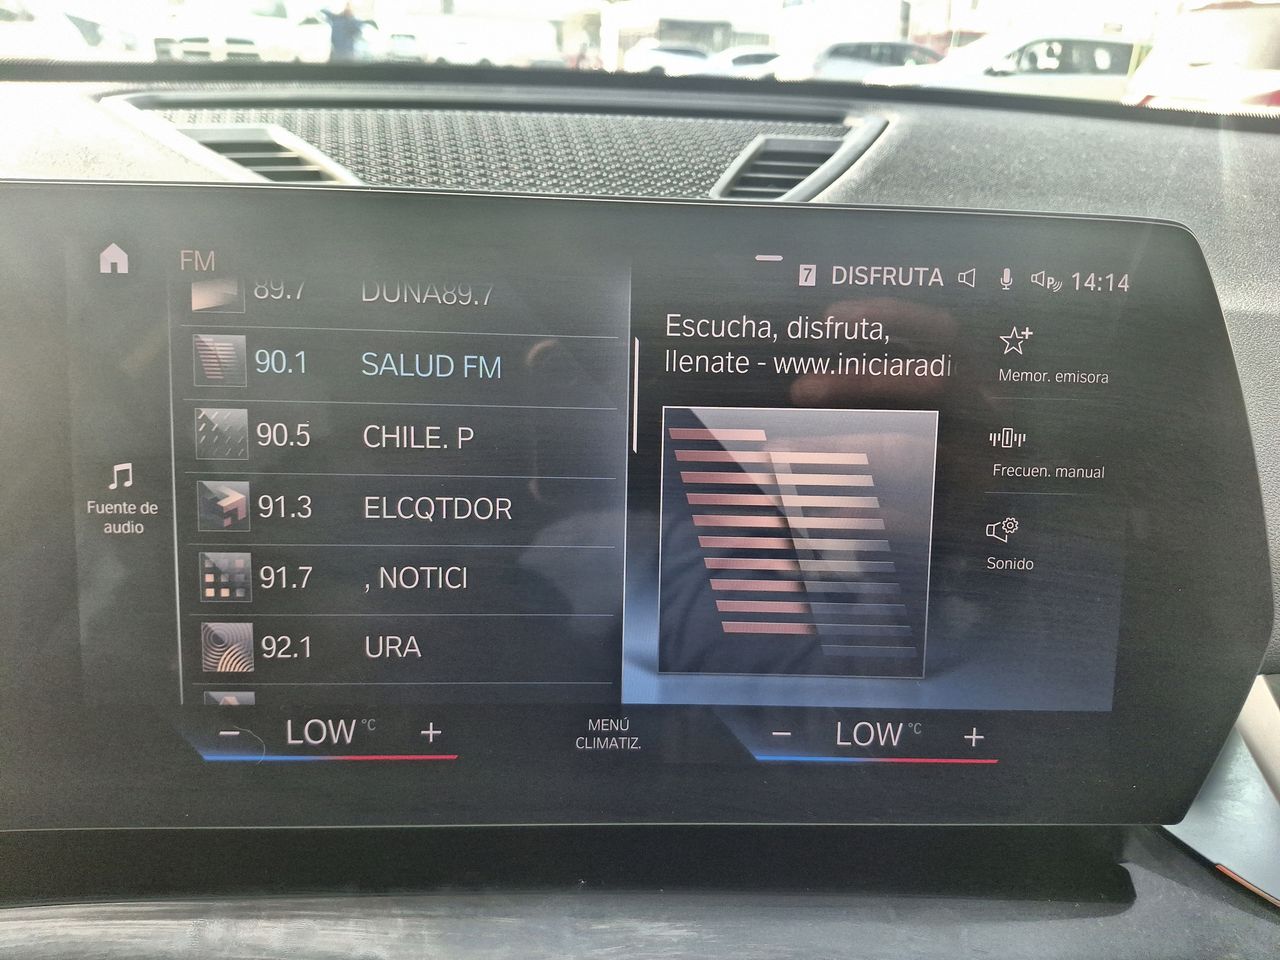 FM
7 DISFRUTA 14:14
89.7 DUNA89.7
90.1 SALUD FM
90.5 CHILE. P
91.3 ELCQTDOR
91.7 , NOTICI
92.1 URA
Fuente de
audio
Escucha, disfruta,
llenate - www.iniciaradi
Memor. emisora
Frecuen. manual
Sonido
− LOW °C +
MENÚ
CLIMATIZ.
− LOW °C +